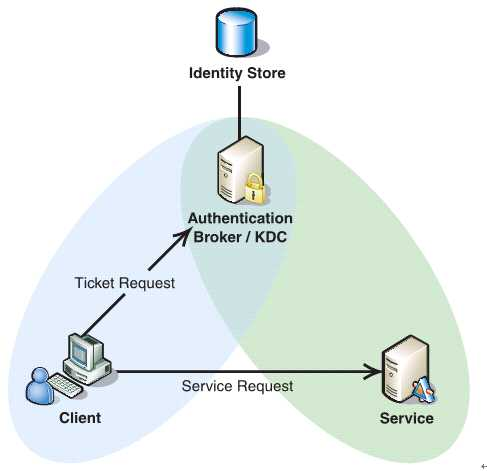 Identity Store
Authentication
Broker / KDC
Ticket Request
Service Request
Client
Service